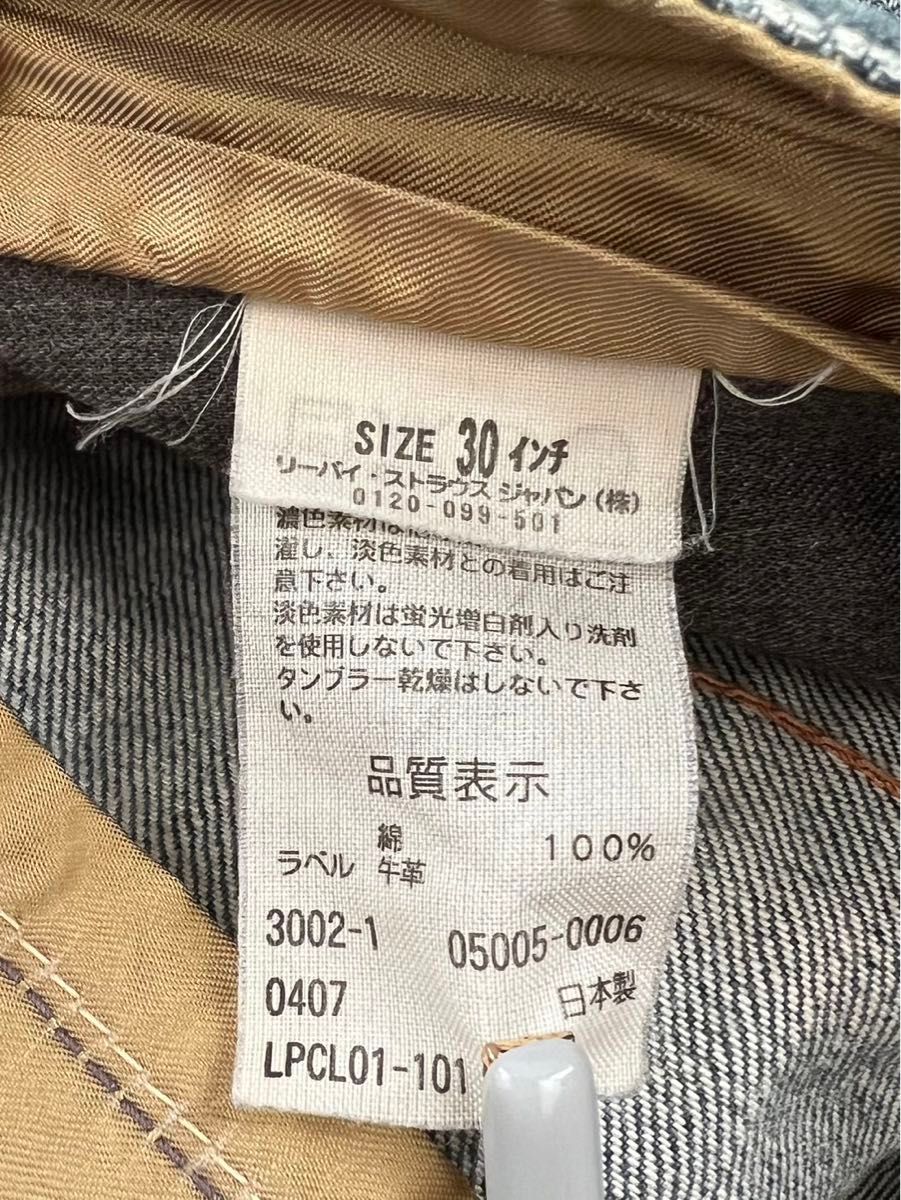 SIZE 30 インチ
リーバイ・ストラウス ジャパン(株)
0120-099-501
濃色素材は
濯し、淡色素材との着用はご注
意下さい。
淡色素材は蛍光増白剤入り洗剤
を使用しないで下さい。
タンブラー乾燥はしないで下さ
い。
品質表示
綿 100%
ラベル 牛革
3002-1 05005-0006
0407 日本製
LPCL01-101